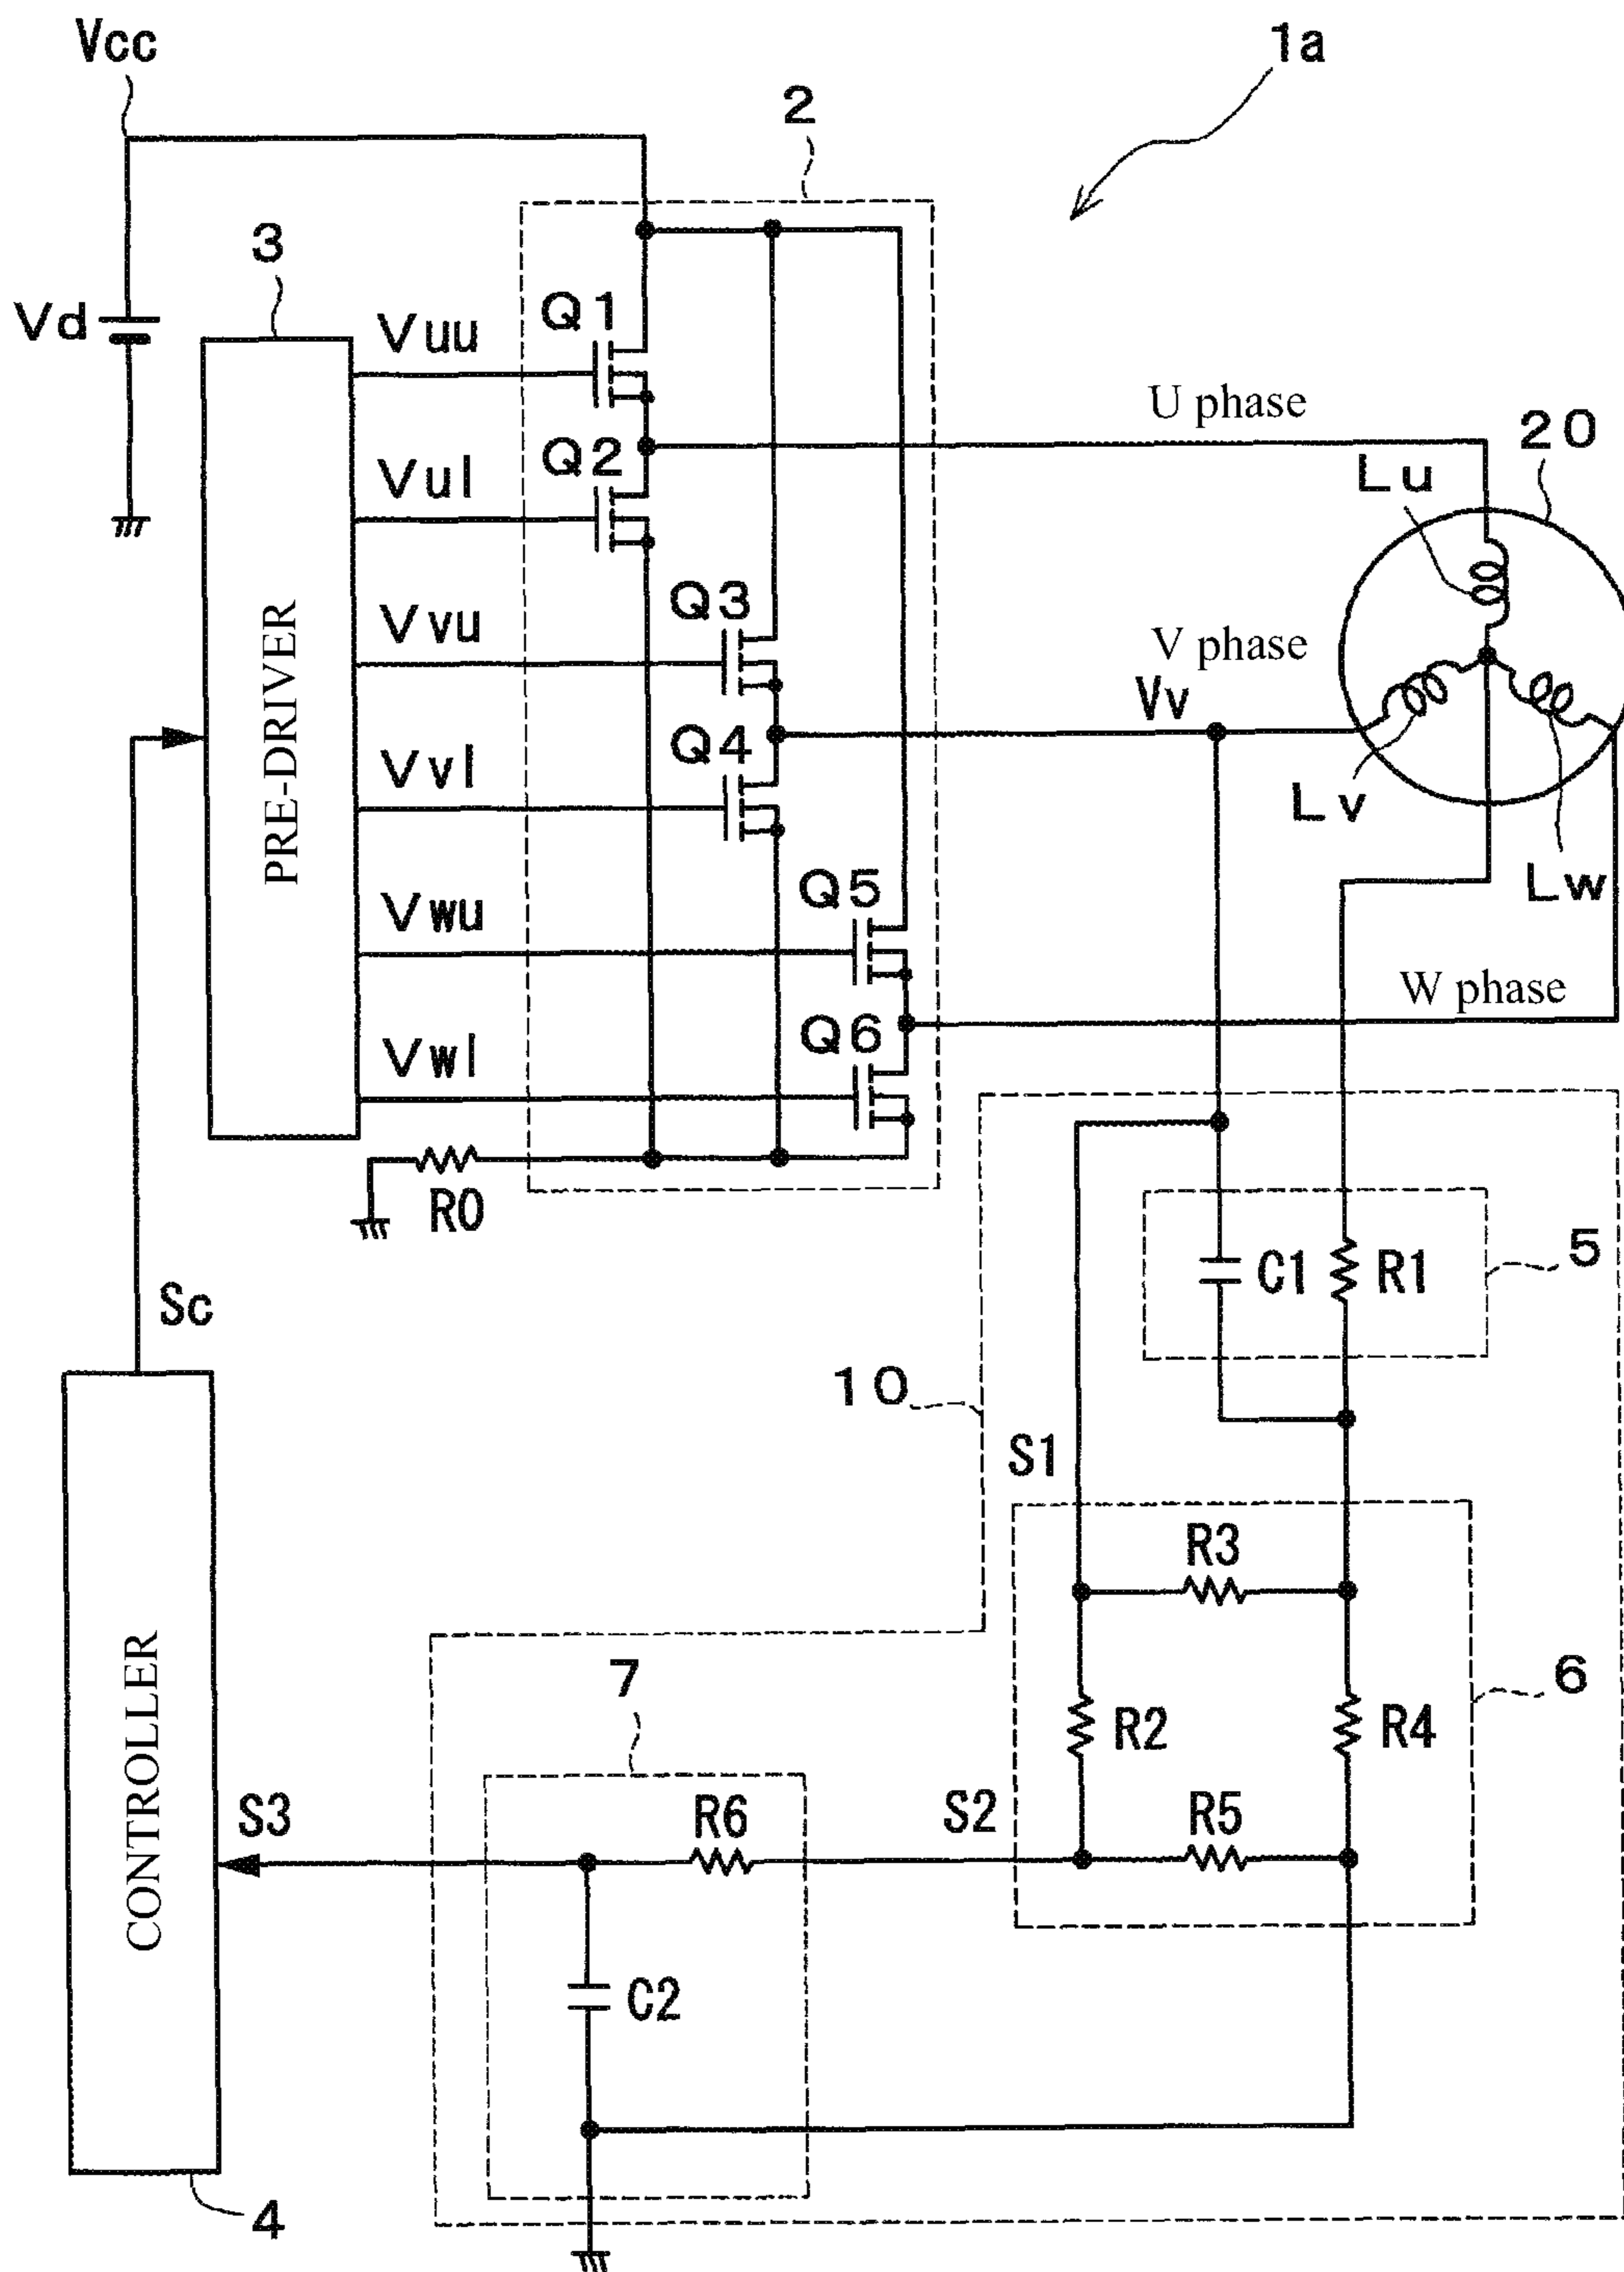 Vcc
1a
2
3
Vd
Q1
Vuu
U phase
20
Q2
Lu
Vul
Q3
Vvu
V phase
Vv
PRE-DRIVER
Q4
Vvl
Lv
Lw
Q5
Vwu
W phase
Q6
Vwl
R0
C1
R1
5
Sc
10
S1
R3
6
7
R2
R4
CONTROLLER
S3
R6
S2
R5
C2
4